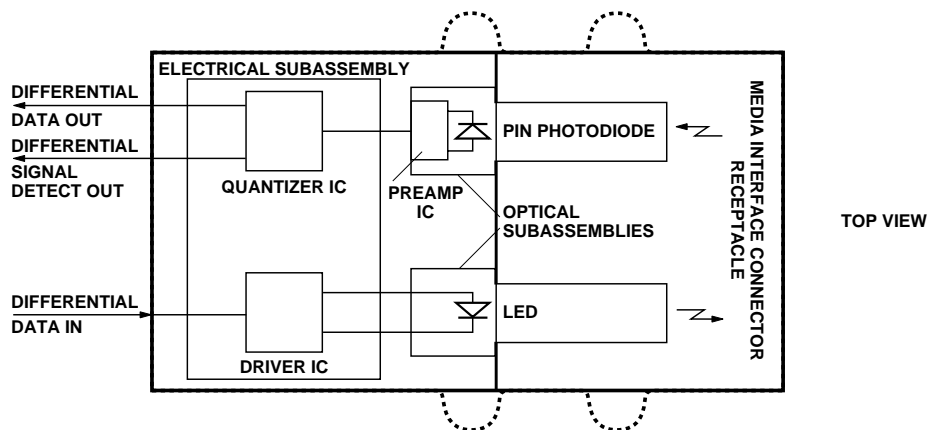 ELECTRICAL SUBASSEMBLY
DIFFERENTIAL
DATA OUT
DIFFERENTIAL
SIGNAL
DETECT OUT
QUANTIZER IC
PREAMP
IC
PIN PHOTODIODE
OPTICAL
SUBASSEMBLIES
MEDIA INTERFACE CONNECTOR
RECEPTACLE
TOP VIEW
DIFFERENTIAL
DATA IN
DRIVER IC
LED